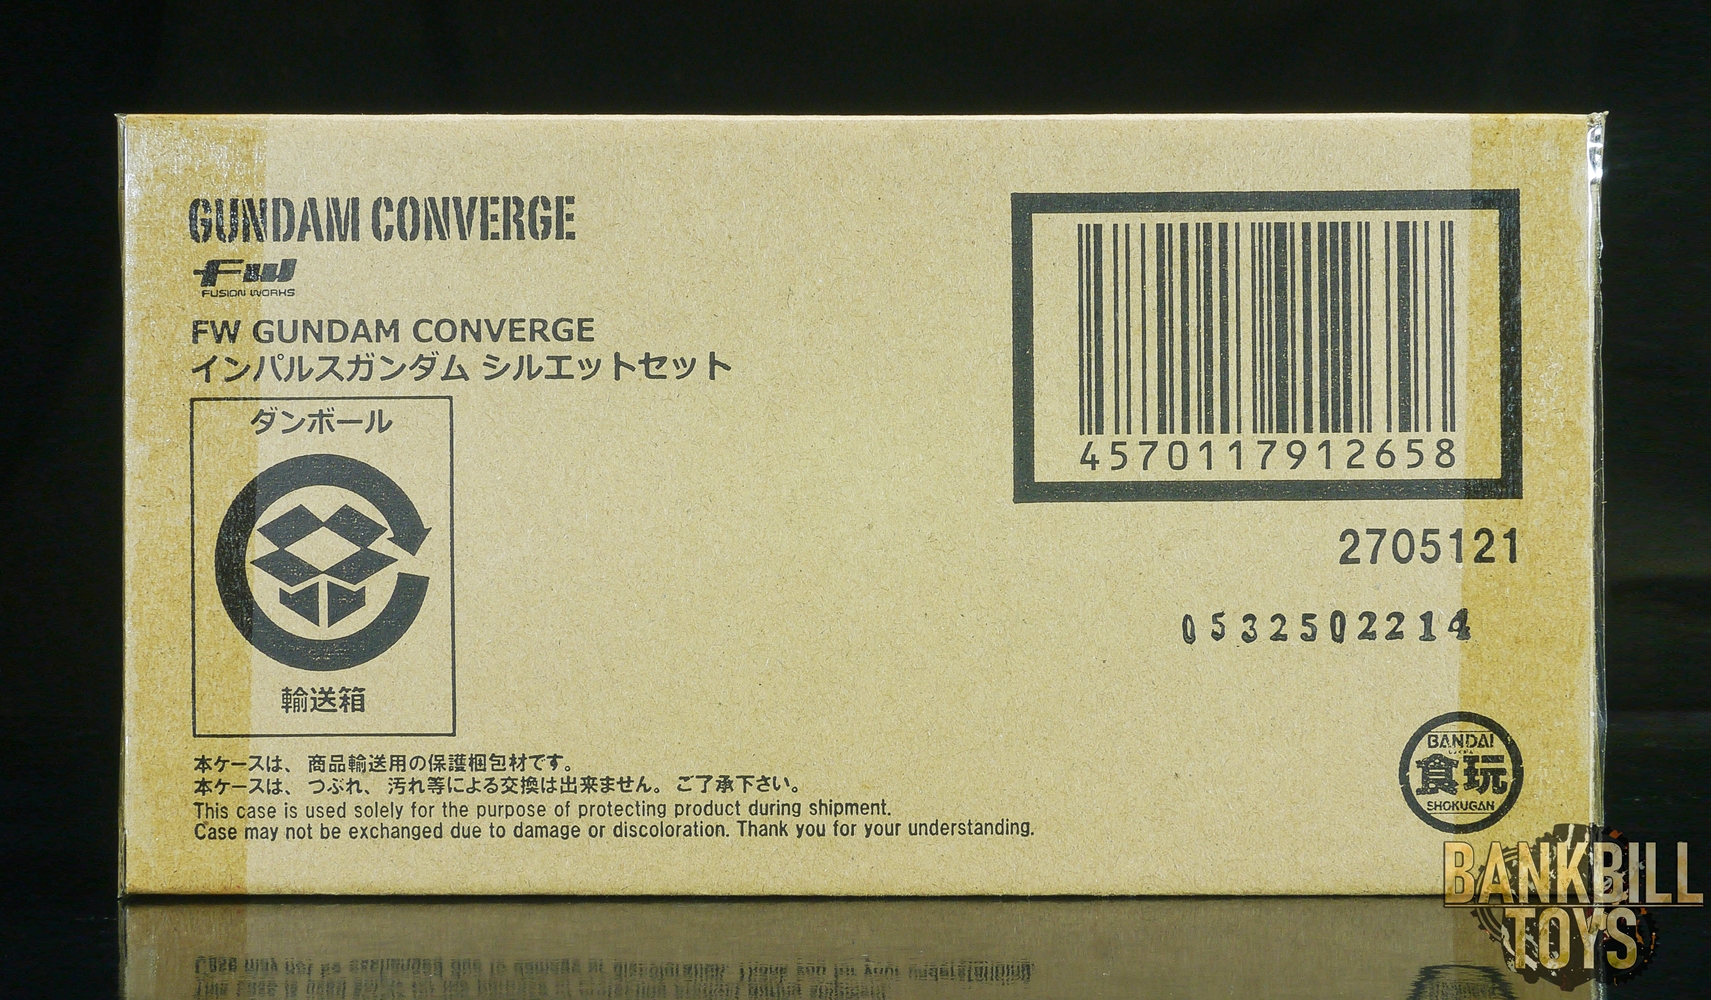 GUNDAM CONVERGE
FW
FUSION WORKS
FW GUNDAM CONVERGE
インパルスガンダム シルエットセット
ダンボール
輸送箱
本ケースは、商品輸送用の保護梱包材です。
本ケースは、つぶれ、汚れ等による交換は出来ません。ご了承下さい。
This case is used solely for the purpose of protecting product during shipment.
Case may not be exchanged due to damage or discoloration. Thank you for your understanding.
4570117912658
2705121
0532502214
BANDAI
しょくがん
食玩
SHOKUGAN
BANKBILL
TOYS